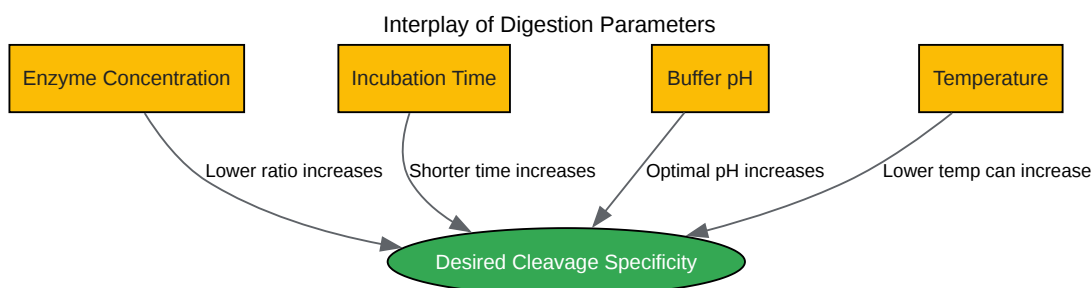 Interplay of Digestion Parameters
Enzyme Concentration
Incubation Time
Buffer pH
Temperature
Lower ratio increases
Shorter time increases
Optimal pH increases
Lower temp can increase
Desired Cleavage Specificity